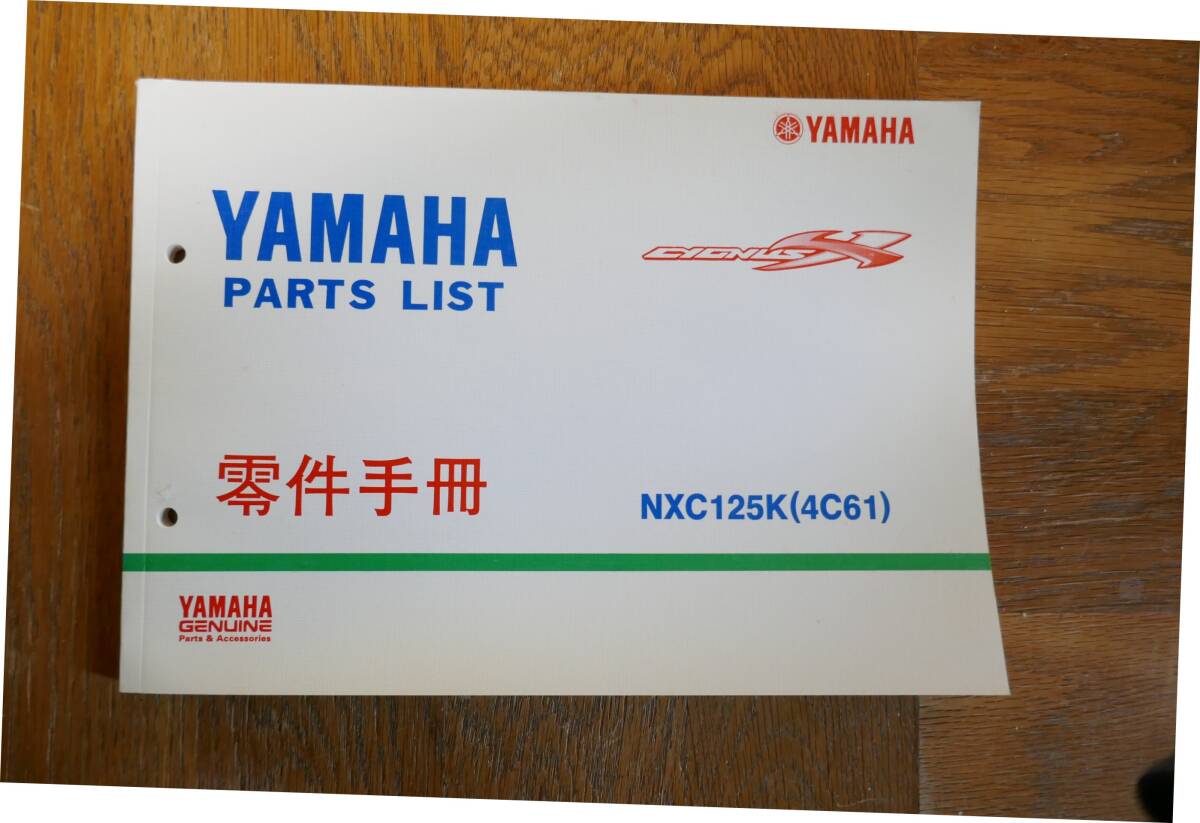 YAMAHA
YAMAHA
PARTS LIST
CYGNUS X
零件手冊
NXC125K(4C61)
YAMAHA
GENUINE
Parts & Accessories